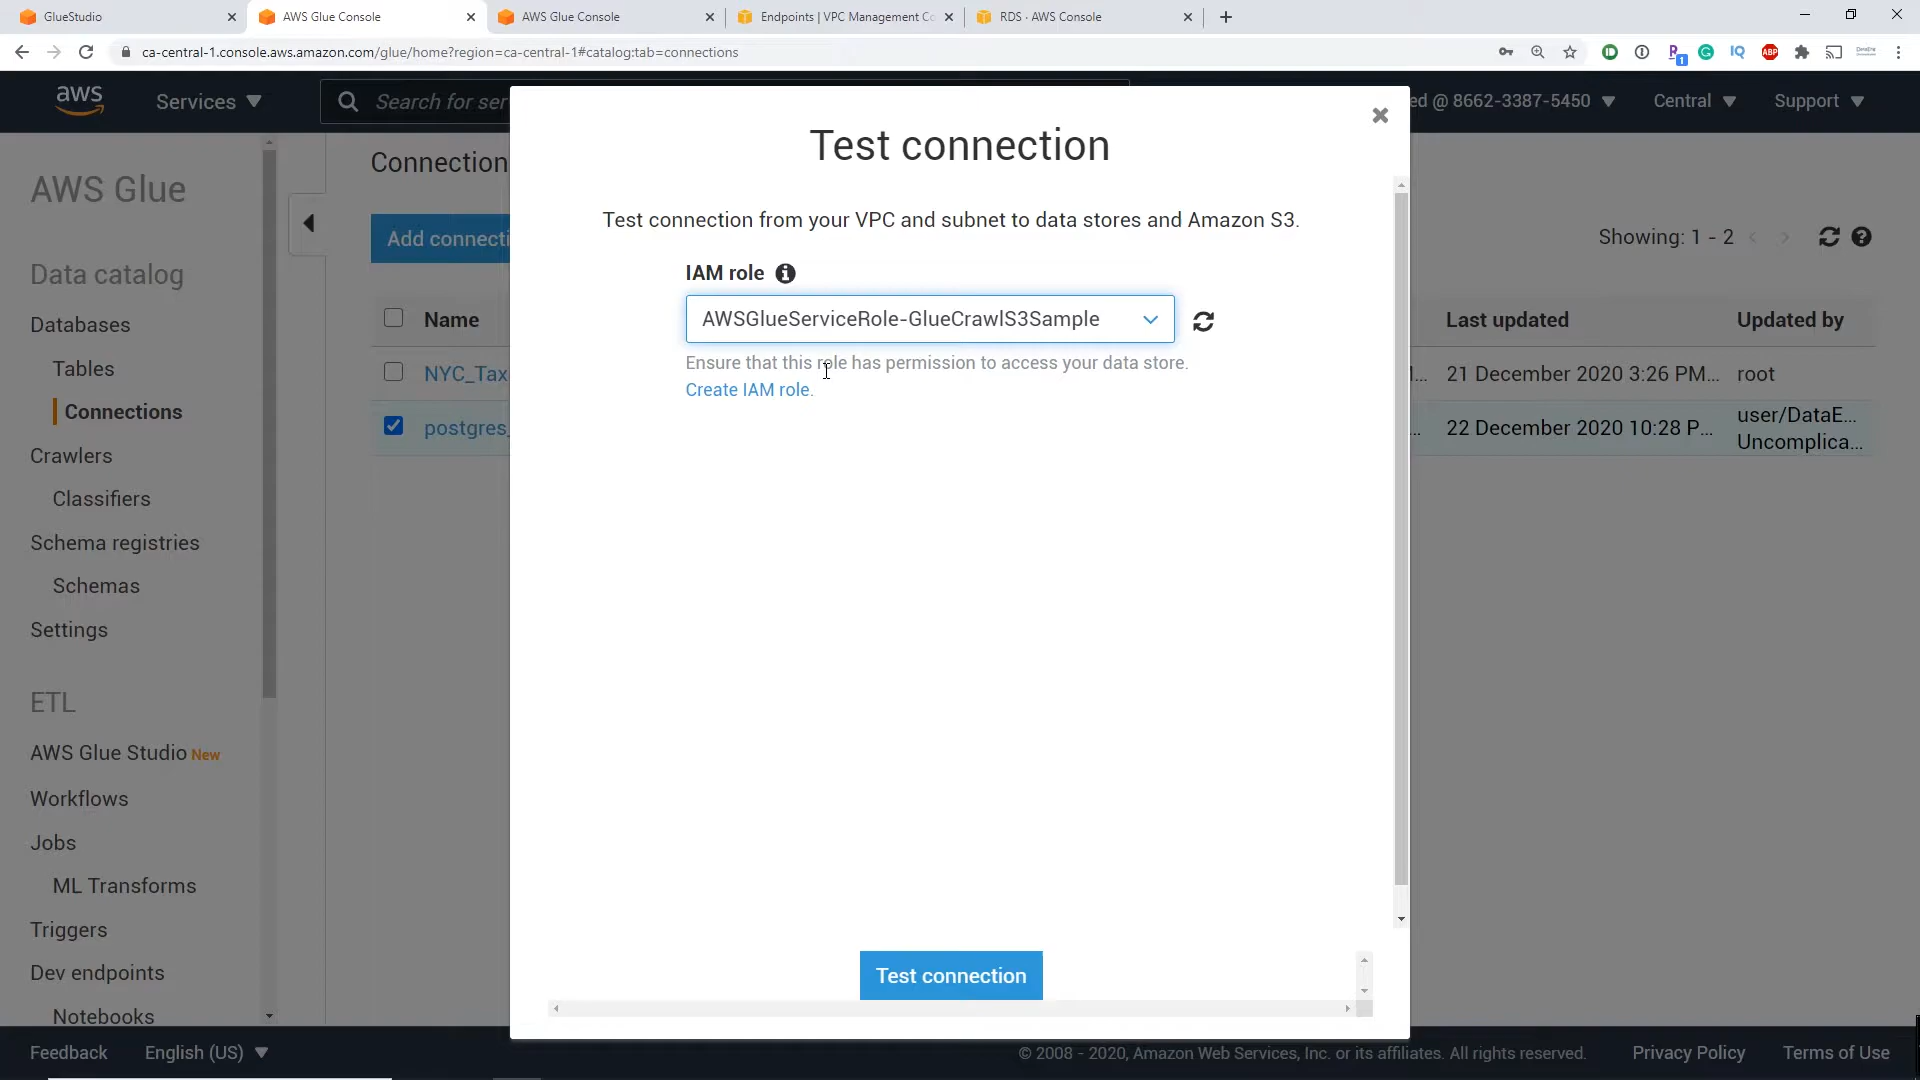 GlueStudio
AWS Glue Console
AWS Glue Console
Endpoints | VPC Management Co
RDS · AWS Console
ca-central-1.console.aws.amazon.com/glue/home?region=ca-central-1#catalog:tab=connections
aws
Services
Search for ser
ed @ 8662-3387-5450
Central
Support
AWS Glue
Data catalog
Databases
Tables
Connections
Crawlers
Classifiers
Schema registries
Schemas
Settings
ETL
AWS Glue Studio New
Workflows
Jobs
ML Transforms
Triggers
Dev endpoints
Notebooks
Connection
Add connecti
Showing: 1 - 2
Name
Last updated
Updated by
NYC_Tax
21 December 2020 3:26 PM...
root
postgres_
22 December 2020 10:28 P...
user/DataE...
Uncomplica...
Test connection
Test connection from your VPC and subnet to data stores and Amazon S3.
IAM role
AWSGlueServiceRole-GlueCrawlS3Sample
Ensure that this role has permission to access your data store.
Create IAM role.
Test connection
Feedback
English (US)
© 2008 - 2020, Amazon Web Services, Inc. or its affiliates. All rights reserved.
Privacy Policy
Terms of Use